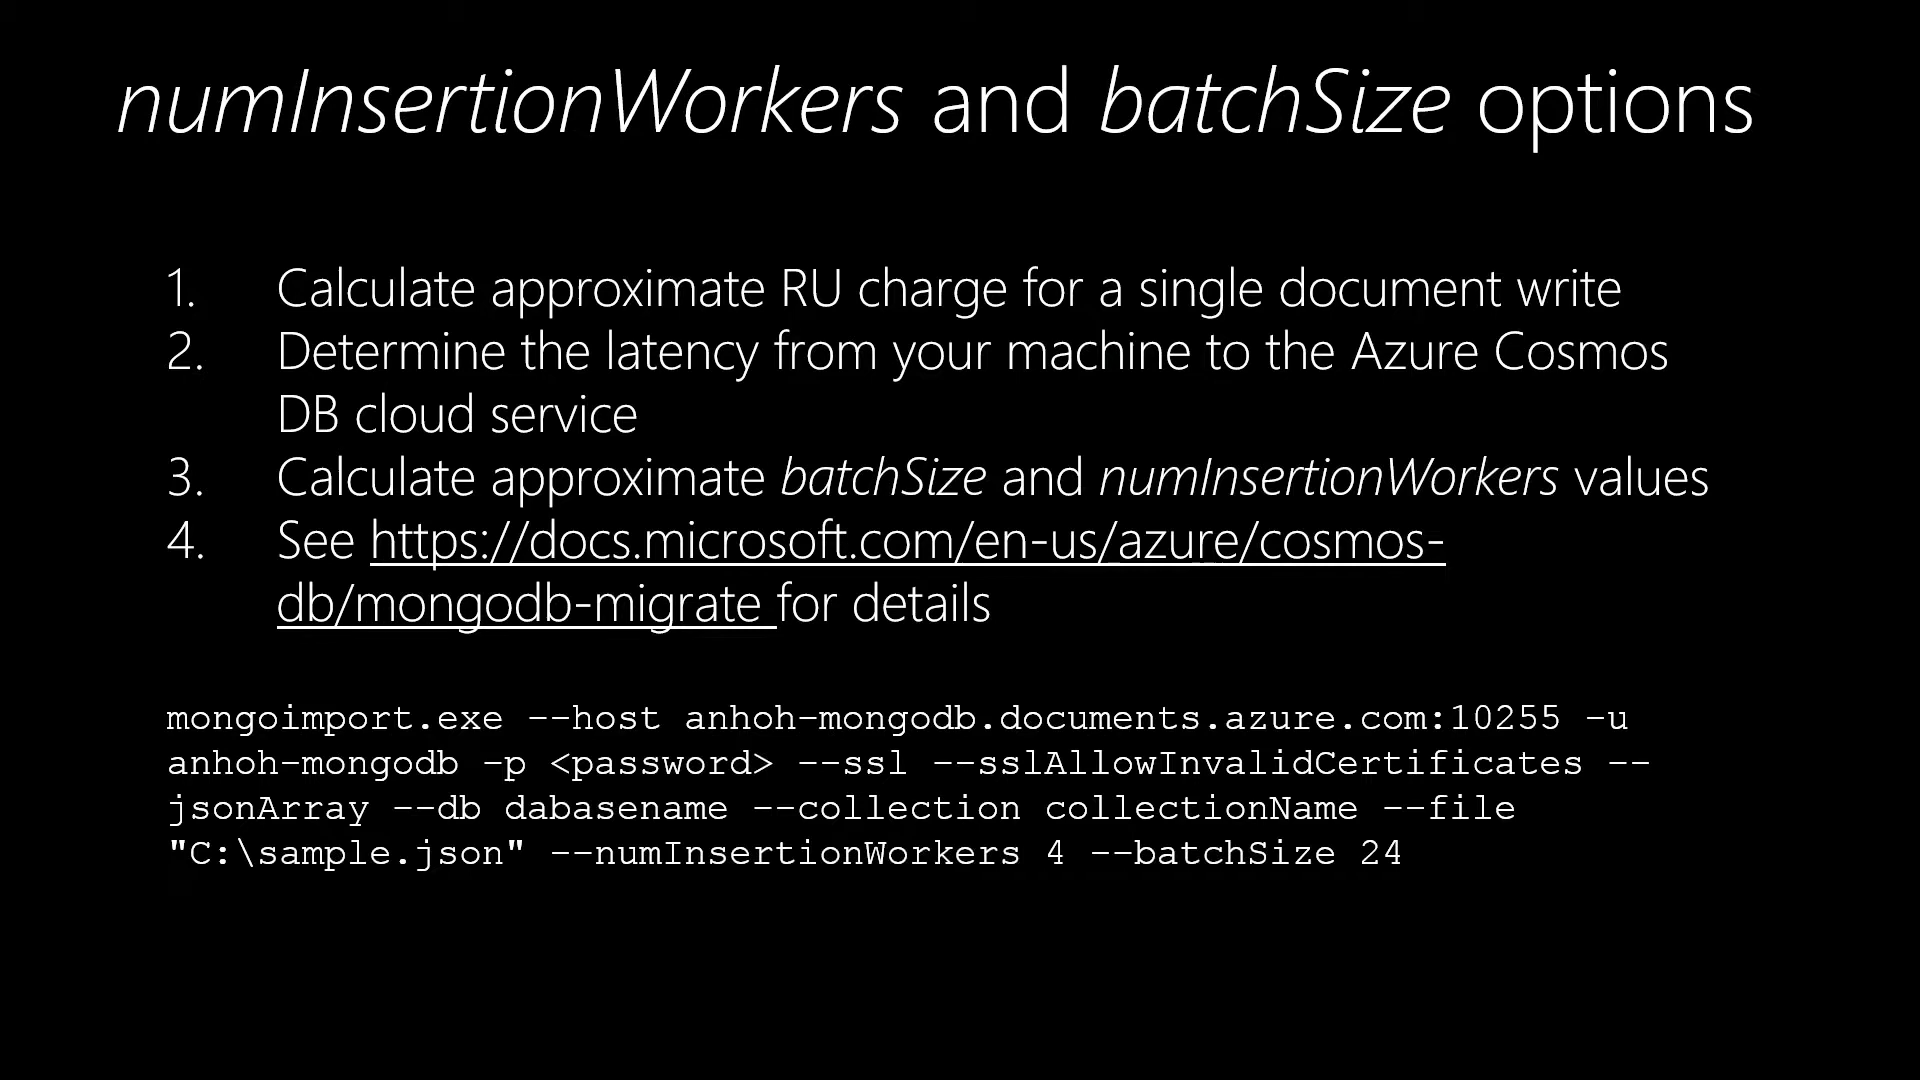 numInsertionWorkers and batchSize options
1. Calculate approximate RU charge for a single document write
2. Determine the latency from your machine to the Azure Cosmos
DB cloud service
3. Calculate approximate batchSize and numInsertionWorkers values
4. See https://docs.microsoft.com/en-us/azure/cosmos-
db/mongodb-migrate for details
mongoimport.exe --host anhoh-mongodb.documents.azure.com:10255 -u
anhoh-mongodb -p <password> --ssl --sslAllowInvalidCertificates --
jsonArray --db dabasename --collection collectionName --file
"C:\sample.json" --numInsertionWorkers 4 --batchSize 24